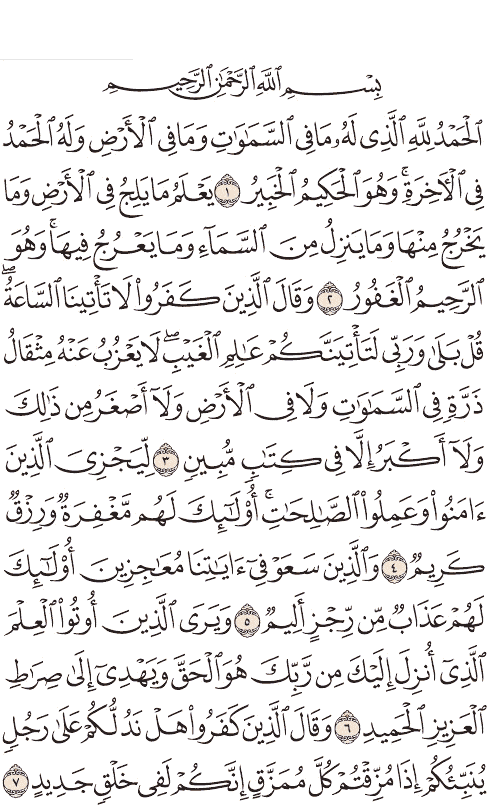 بِسْمِ ٱللَّهِ ٱلرَّحْمَٰنِ ٱلرَّحِيمِ
ٱلْحَمْدُ لِلَّهِ ٱلَّذِى لَهُۥ مَا فِى ٱلسَّمَٰوَٰتِ وَمَا فِى ٱلْأَرْضِ وَلَهُ ٱلْحَمْدُ
فِى ٱلْءَاخِرَةِ ۚ وَهُوَ ٱلْحَكِيمُ ٱلْخَبِيرُ ١ يَعْلَمُ مَا يَلِجُ فِى ٱلْأَرْضِ وَمَا
يَخْرُجُ مِنْهَا وَمَا يَنزِلُ مِنَ ٱلسَّمَآءِ وَمَا يَعْرُجُ فِيهَا ۚ وَهُوَ
ٱلرَّحِيمُ ٱلْغَفُورُ ٢ وَقَالَ ٱلَّذِينَ كَفَرُوا۟ لَا تَأْتِينَا ٱلسَّاعَةُ ۖ
قُلْ بَلَىٰ وَرَبِّى لَتَأْتِيَنَّكُمْ عَٰلِمِ ٱلْغَيْبِ ۖ لَا يَعْزُبُ عَنْهُ مِثْقَالُ
ذَرَّةٍ فِى ٱلسَّمَٰوَٰتِ وَلَا فِى ٱلْأَرْضِ وَلَآ أَصْغَرُ مِن ذَٰلِكَ
وَلَآ أَكْبَرُ إِلَّا فِى كِتَٰبٍ مُّبِينٍ ٣ لِّيَجْزِىَ ٱلَّذِينَ
ءَامَنُوا۟ وَعَمِلُوا۟ ٱلصَّٰلِحَٰتِ ۚ أُو۟لَٰٓئِكَ لَهُم مَّغْفِرَةٌ وَرِزْقٌ
كَرِيمٌ ٤ وَٱلَّذِينَ سَعَوْ فِىٓ ءَايَٰتِنَا مُعَٰجِزِينَ أُو۟لَٰٓئِكَ
لَهُمْ عَذَابٌ مِّن رِّجْزٍ أَلِيمٌ ٥ وَيَرَى ٱلَّذِينَ أُوتُوا۟ ٱلْعِلْمَ
ٱلَّذِىٓ أُنزِلَ إِلَيْكَ مِن رَّبِّكَ هُوَ ٱلْحَقَّ وَيَهْدِىٓ إِلَىٰ صِرَٰطِ
ٱلْعَزِيزِ ٱلْحَمِيدِ ٦ وَقَالَ ٱلَّذِينَ كَفَرُوا۟ هَلْ نَدُلُّكُمْ عَلَىٰ رَجُلٍ
يُنَبِّئُكُمْ إِذَا مُزِّقْتُمْ كُلَّ مُمَزَّقٍ إِنَّكُمْ لَفِى خَلْقٍ جَدِيدٍ ٧